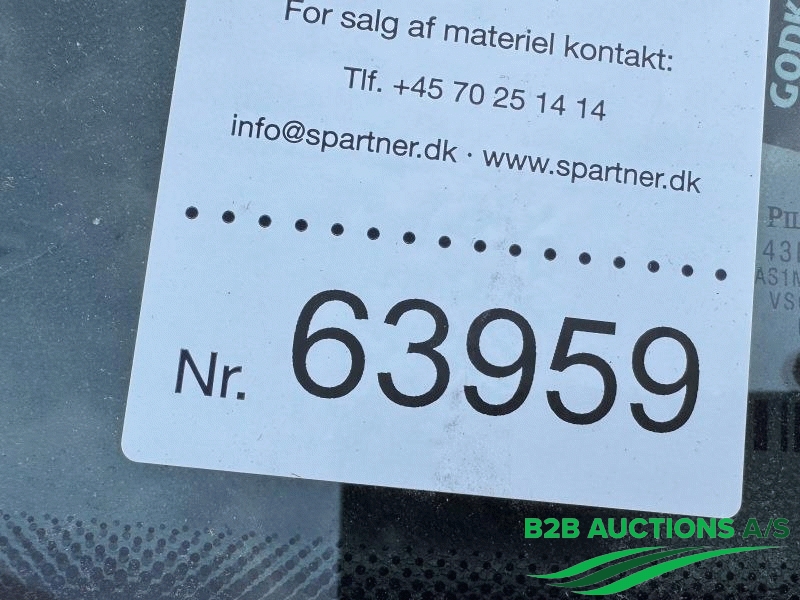 For salg af materiel kontakt:
Tlf. +45 70 25 14 14
info@spartner.dk · www.spartner.dk
Nr. 63959
GODK
B2B AUCTIONS A/S